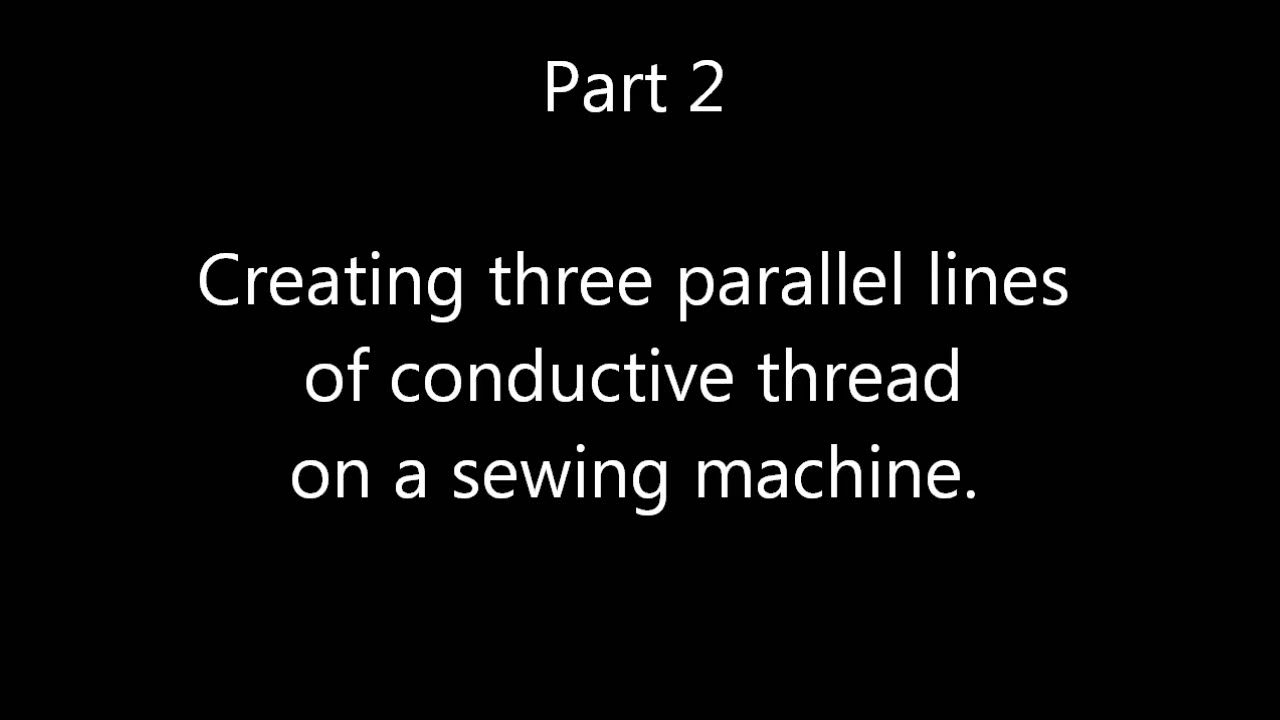 Part 2
Creating three parallel lines
of conductive thread
on a sewing machine.